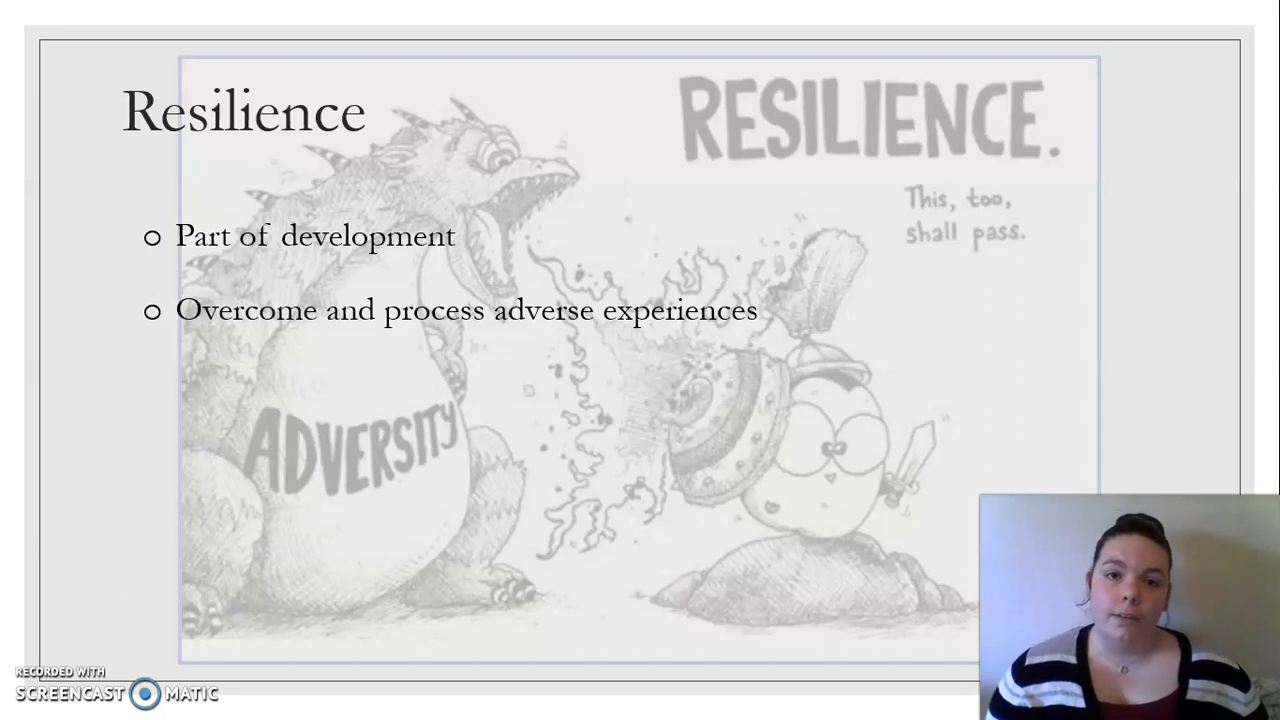 Resilience
RESILIENCE.
This, too,
shall pass.
Part of development
Overcome and process adverse experiences
ADVERSITY
RECORDED WITH
SCREENCAST MATIC